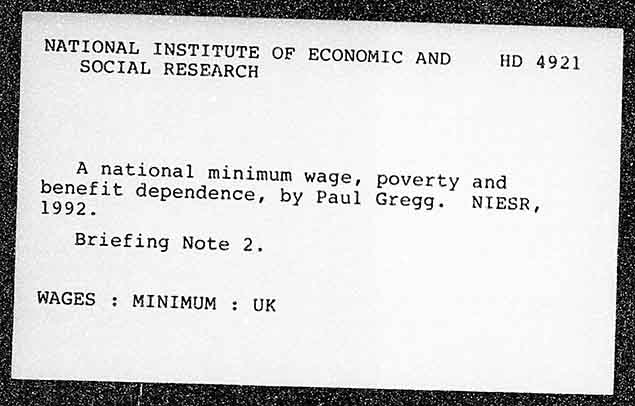 NATIONAL INSTITUTE OF ECONOMIC AND HD 4921
SOCIAL RESEARCH
A national minimum wage, poverty and
benefit dependence, by Paul Gregg. NIESR,
1992.
Briefing Note 2.
WAGES : MINIMUM : UK